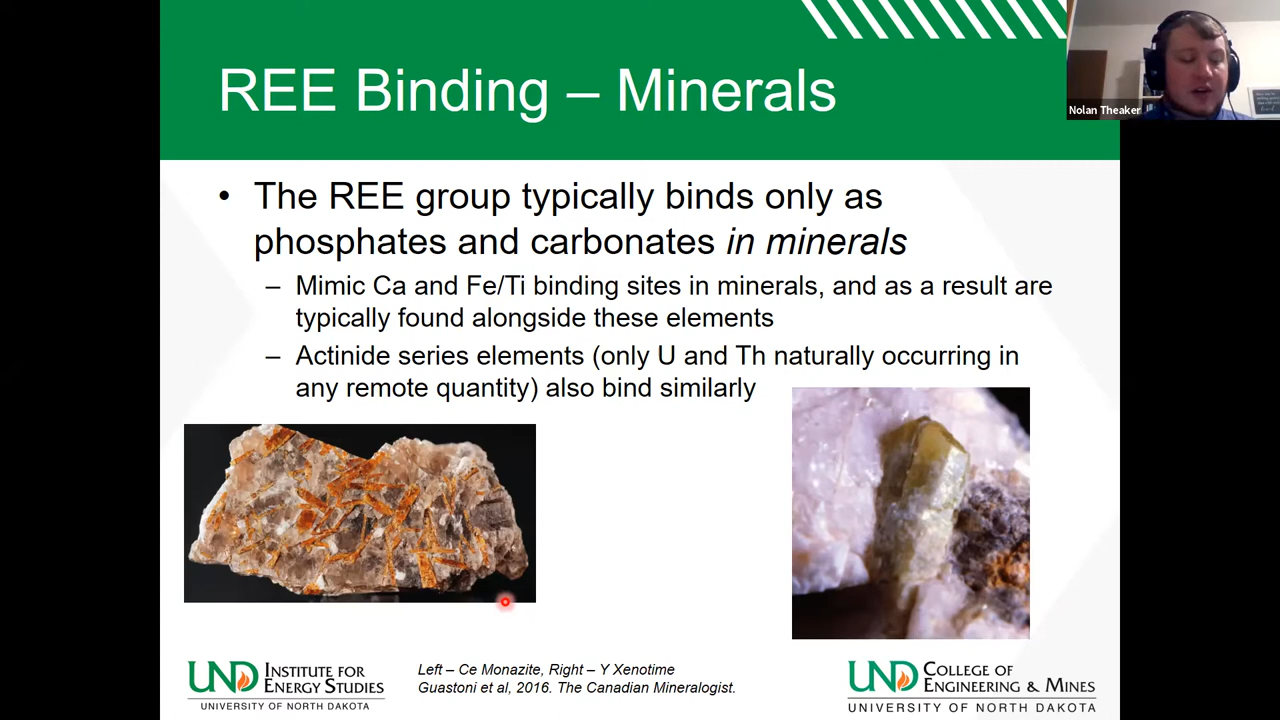 REE Binding – Minerals
Nolan Theaker
• The REE group typically binds only as
phosphates and carbonates in minerals
– Mimic Ca and Fe/Ti binding sites in minerals, and as a result are
typically found alongside these elements
– Actinide series elements (only U and Th naturally occurring in
any remote quantity) also bind similarly
UND INSTITUTE FOR
ENERGY STUDIES
UNIVERSITY OF NORTH DAKOTA
Left – Ce Monazite, Right – Y Xenotime
Guastoni et al, 2016. The Canadian Mineralogist.
UND COLLEGE OF
ENGINEERING & MINES
UNIVERSITY OF NORTH DAKOTA